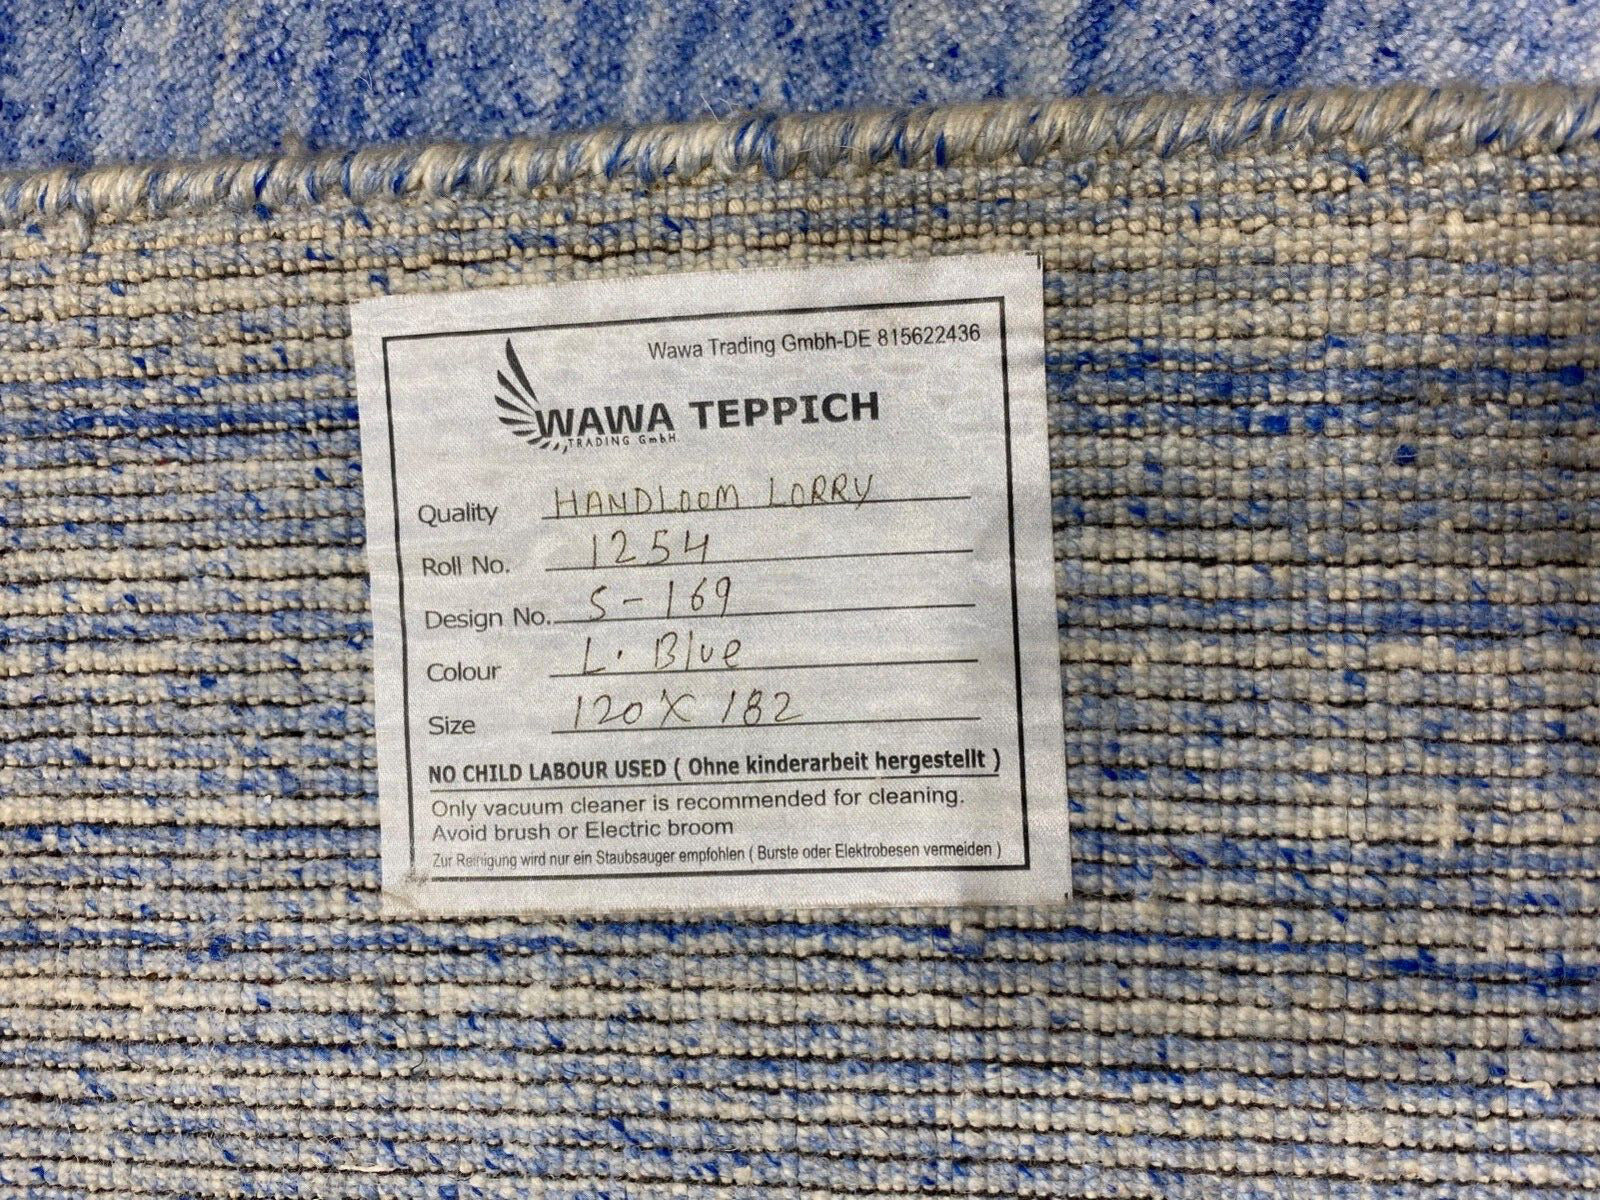 Wawa Trading Gmbh-DE 815622436
WAWA TEPPICH
TRADING GmbH
Quality HANDLOOM LORRY
Roll No. 1254
Design No. S-169
Colour L. Blue
Size 120 X 182
NO CHILD LABOUR USED ( Ohne kinderarbeit hergestellt )
Only vacuum cleaner is recommended for cleaning.
Avoid brush or Electric broom
Zur Reinigung wird nur ein Staubsauger empfohlen ( Burste oder Elektrobesen vermeiden )